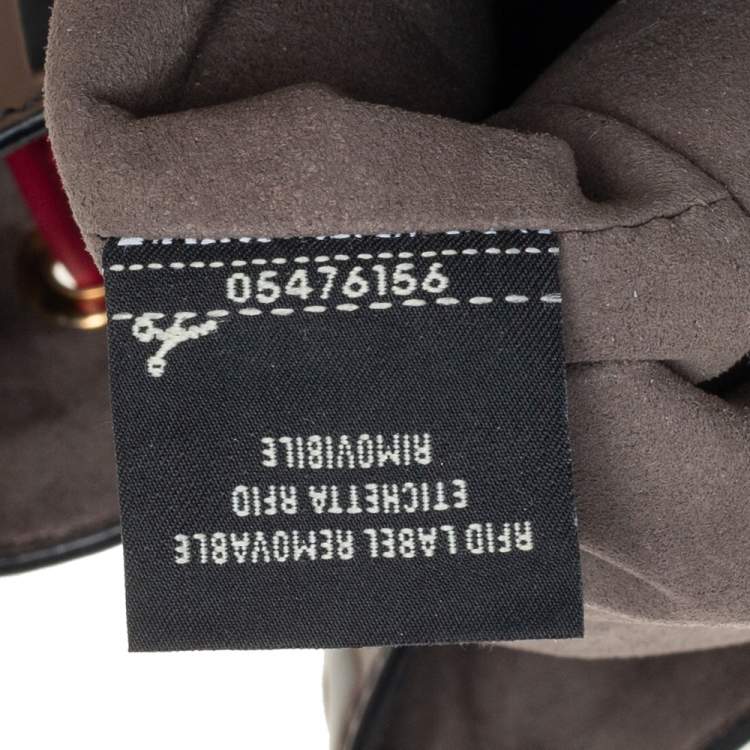 05476156
RFID LABEL REMOVABLE
ETICHETTA RFID
RIMOVIBILE